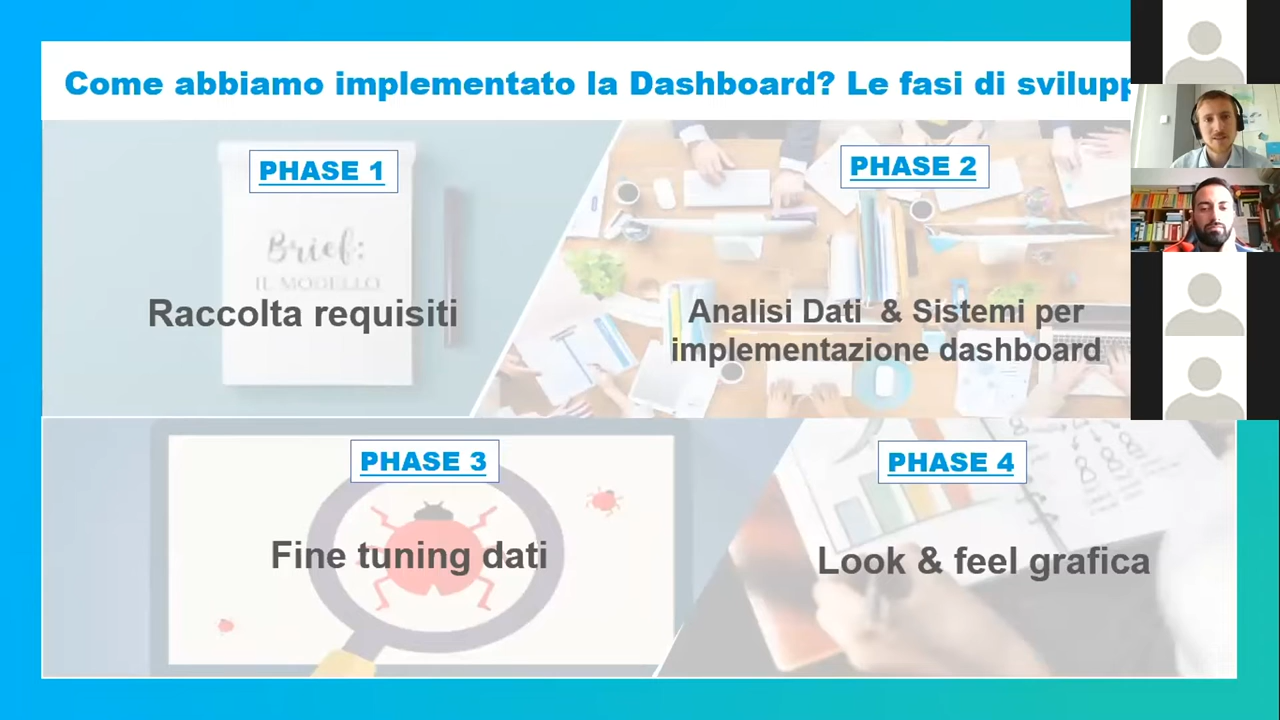 Come abbiamo implementato la Dashboard? Le fasi di svilupp
PHASE 1
Brief:
IL MODELLO
Raccolta requisiti
PHASE 2
Analisi Dati & Sistemi per
implementazione dashboard
PHASE 3
Fine tuning dati
PHASE 4
Look & feel grafica